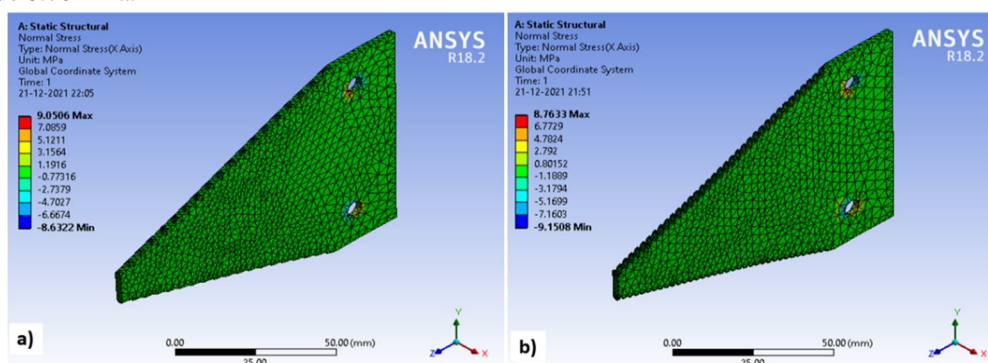 A: Static Structural
Normal Stress
Type: Normal Stress(X Axis)
Unit: MPa
Global Coordinate System
Time: 1
21-12-2021 22:05
ANSYS
R18.2
9.0506 Max
7.0859
5.1211
3.1564
1.1916
-0.77316
-2.7379
-4.7027
-6.6674
-8.6322 Min
0.00
50.00 (mm)
25.00
Y
Z
X
a)
A: Static Structural
Normal Stress
Type: Normal Stress(X Axis)
Unit: MPa
Global Coordinate System
Time: 1
21-12-2021 21:51
ANSYS
R18.2
8.7633 Max
6.7729
4.7824
2.792
0.80152
-1.1889
-3.1794
-5.1699
-7.1603
-9.1508 Min
0.00
50.00 (mm)
25.00
Y
Z
X
b)